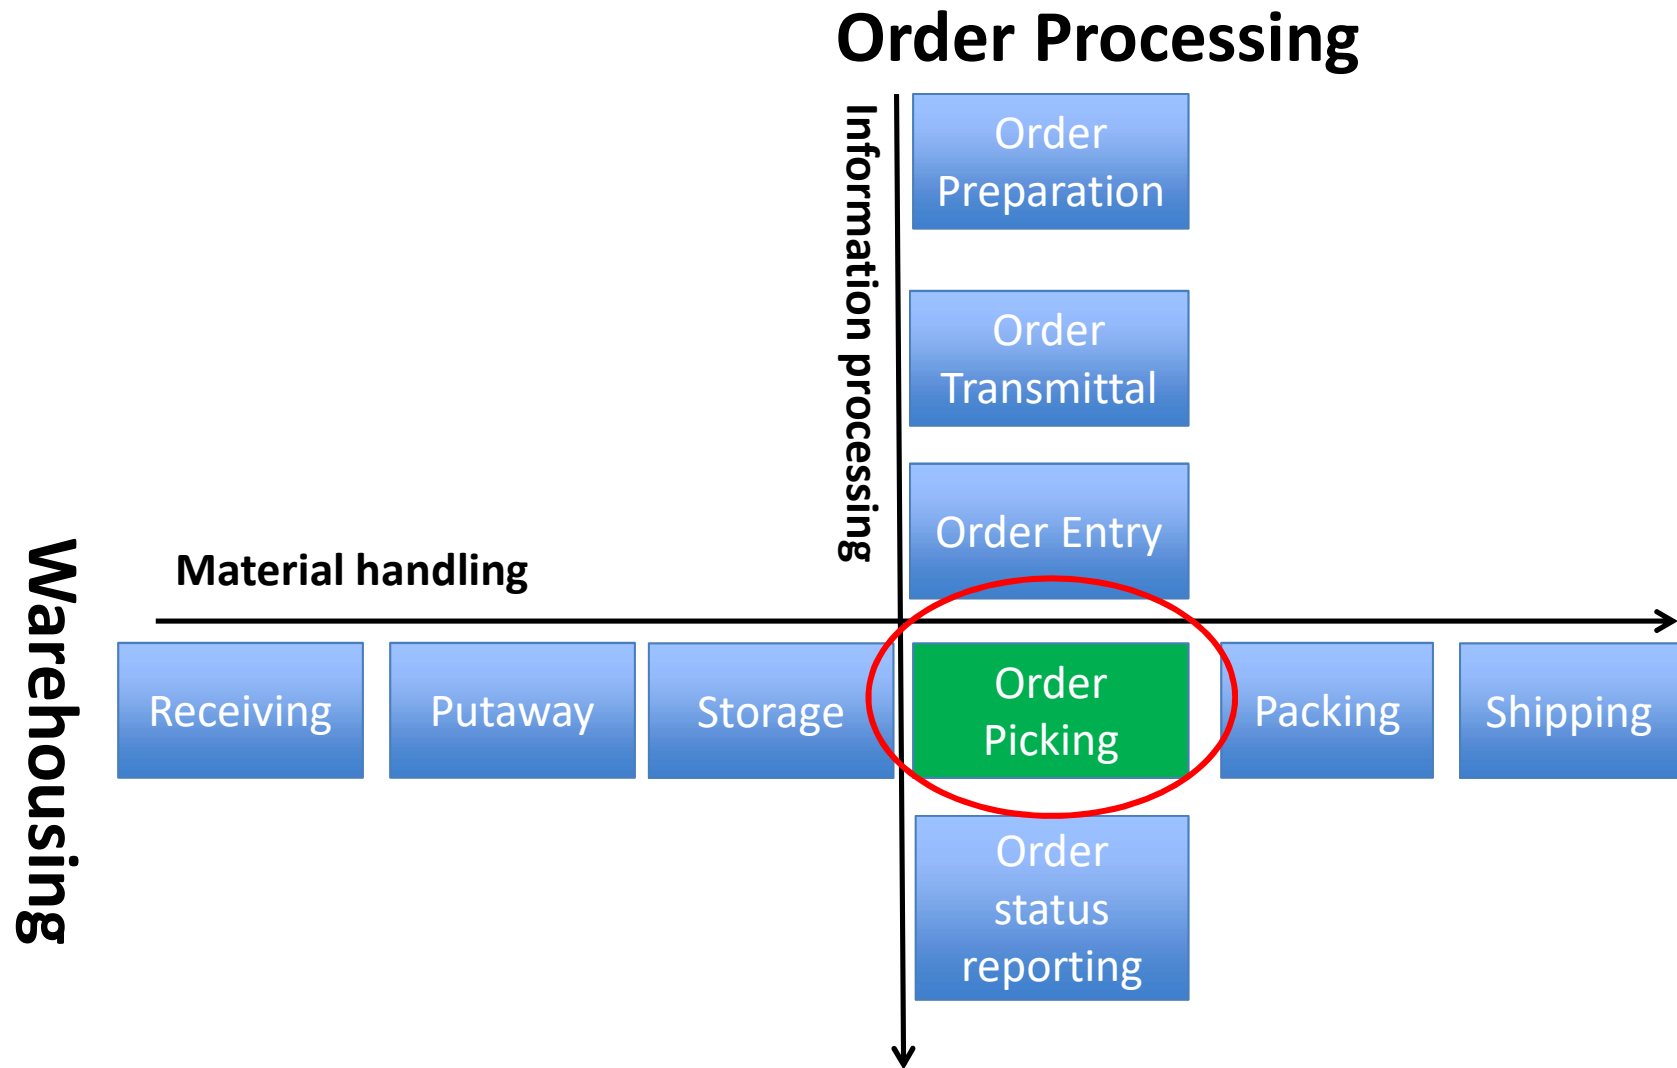 Order Processing
Information processing
Order
Preparation
Order
Transmittal
Order Entry
Warehousing
Material handling
Receiving
Putaway
Storage
Order
Picking
Packing
Shipping
Order
status
reporting